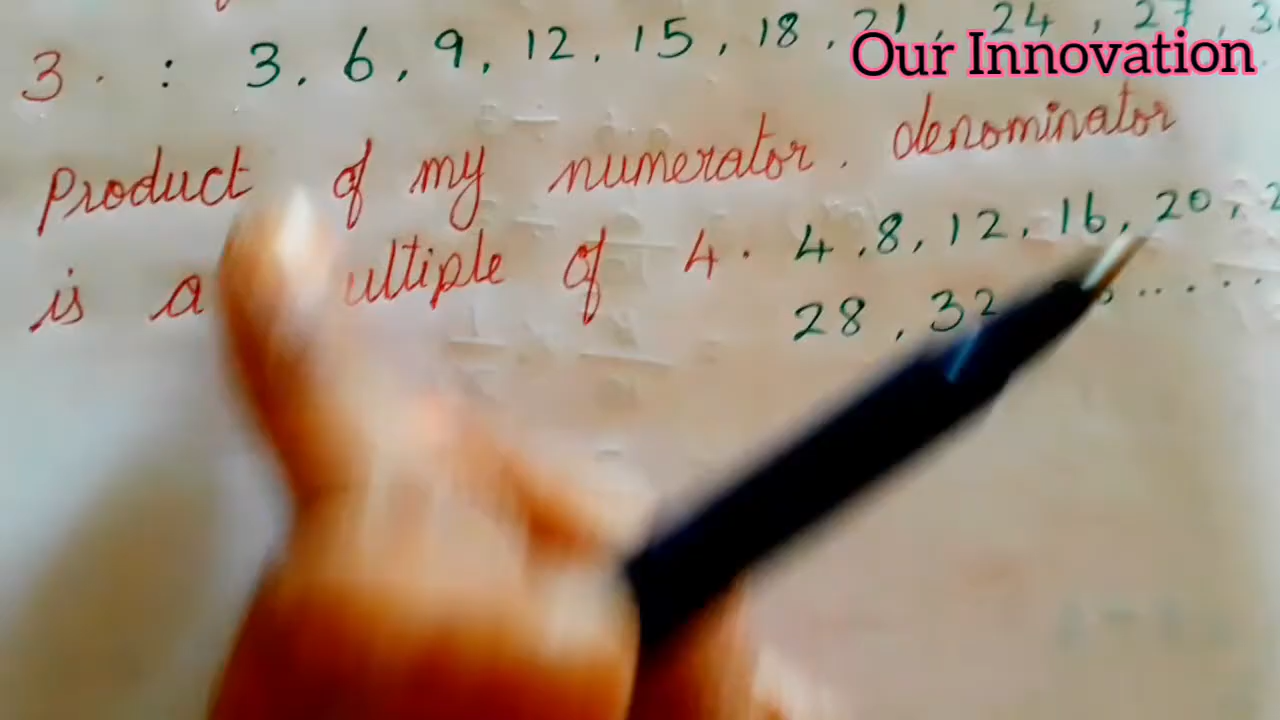 3. : 3, 6, 9, 12, 15, 18, 21, 24, 27,
Our Innovation
Product of my numerator. denominator
is a ultiple of 4. 4, 8, 12, 16, 20,
28, 32 .....